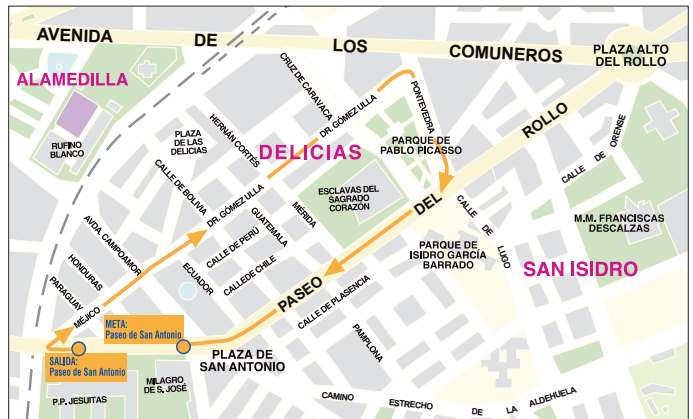 AVENIDA DE LOS COMUNEROS
PLAZA ALTO
DEL ROLLO
ALAMEDILLA
RUFINO
BLANCO
PLAZA
DE LAS
DELICIAS
HERNÁN CORTES
CRUZ DE CARAVACA
DR. GÓMEZ ULLA
PONTEVEDRA
DELICIAS
PARQUE DE
PABLO PICASSO
ROLLO
CALLE DE ORENSE
CALLE DE BOLIVIA
DR. GÓMEZ ULLA
ESCLAVAS DEL
SAGRADO
CORAZÓN
DEL
MÉRIDA
GUATEMALA
CALLE DE PERÚ
CALLEDE CHILE
CALLE DE LUGO
M.M. FRANCISCAS
DESCALZAS
AVDA. CAMPOAMOR
HONDURAS
PARAGUAY
MÉJICO
ECUADOR
PARQUE DE
ISIDRO GARCÍA
BARRADO
SAN ISIDRO
PASEO
CALLE DE PLASENCIA
META:
Paseo de San Antonio
SALIDA:
Paseo de San Antonio
PLAZA DE
SAN ANTONIO
PAMPLONA
MILAGRO
DE S. JOSÉ
P.P. JESUITAS
CAMINO ESTRECHO DE LA ALDEHUELA